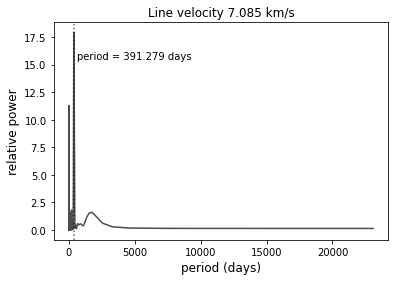 Line velocity 7.085 km/s
17.5
period = 391.279 days
15.0
12.5
10.0
7.5
5.0
2.5
0.0
relative power
0 5000 10000 15000 20000
period (days)